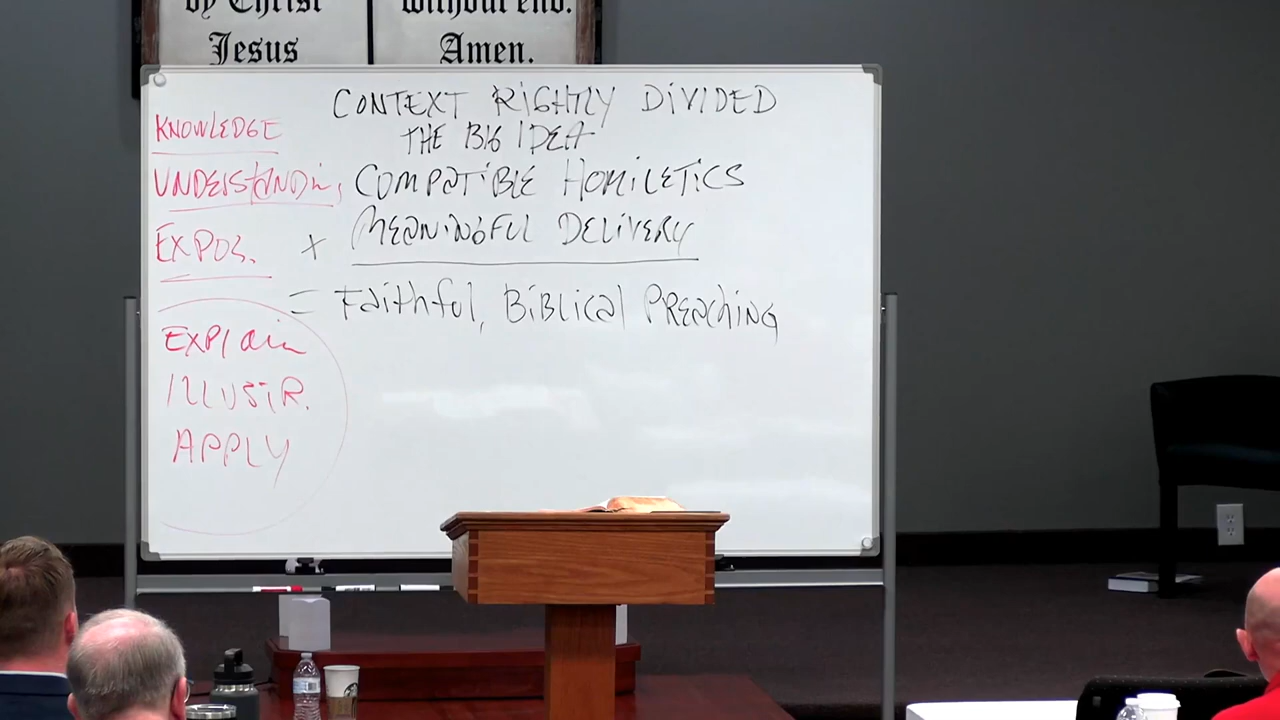 by Christ
Jesus
without end.
Amen.
CONTEXT RIGHTLY DIVIDED
THE BIG IDEA
COMPATIBLE HOMILETICS
+ MEANINGFUL DELIVERY
= Faithful, BiBlical PREACHING
KNOWLEDGE
UNDERSTANDIN,
EXPOS.
EXPlain
ILLUSTR.
APPLY